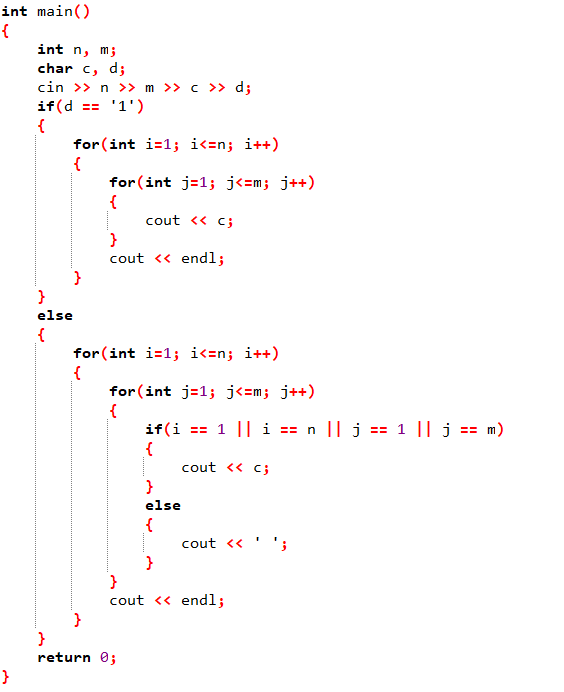 int main()
{
    int n, m;
    char c, d;
    cin >> n >> m >> c >> d;
    if(d == '1')
    {
        for(int i=1; i<=n; i++)
        {
            for(int j=1; j<=m; j++)
            {
                cout << c;
            }
            cout << endl;
        }
    }
    else
    {
        for(int i=1; i<=n; i++)
        {
            for(int j=1; j<=m; j++)
            {
                if(i == 1 || i == n || j == 1 || j == m)
                {
                    cout << c;
                }
                else
                {
                    cout << ' ';
                }
            }
            cout << endl;
        }
    }
    return 0;
}